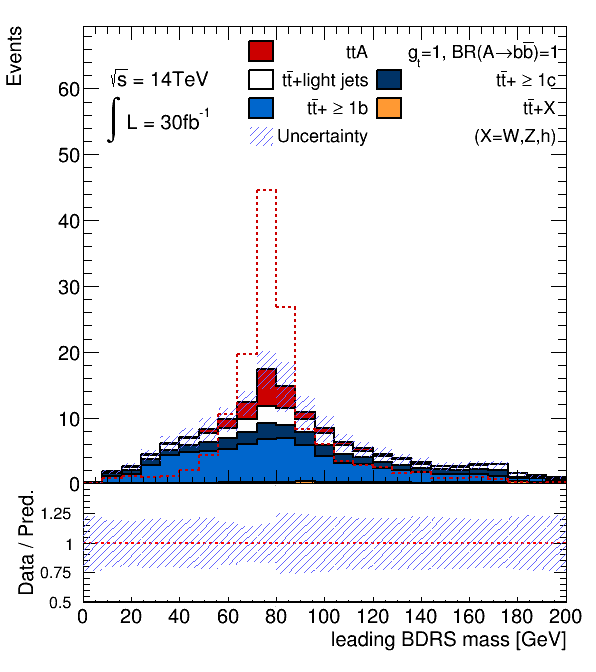 Events
ttA g_t=1, BR(A→bb̄)=1
√s = 14TeV
tt̄+light jets tt̄+ ≥ 1c
∫ L = 30fb⁻¹
tt̄+ ≥ 1b tt̄+X
Uncertainty (X=W,Z,h)
60
50
40
30
20
10
0
Data / Pred.
1.25
1
0.75
0.5
0 20 40 60 80 100 120 140 160 180 200
leading BDRS mass [GeV]